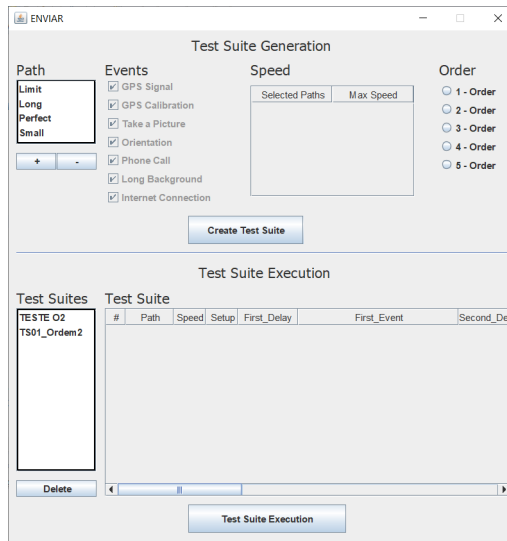 ENVIAR
Test Suite Generation
Path
Limit
Long
Perfect
Small
+ -
Events
GPS Signal
GPS Calibration
Take a Picture
Orientation
Phone Call
Long Background
Internet Connection
Speed
Selected Paths Max Speed
Order
1 - Order
2 - Order
3 - Order
4 - Order
5 - Order
Create Test Suite
Test Suite Execution
Test Suites
TESTE O2
TS01_Ordem2
Delete
Test Suite
# Path Speed Setup First_Delay First_Event Second_De
Test Suite Execution